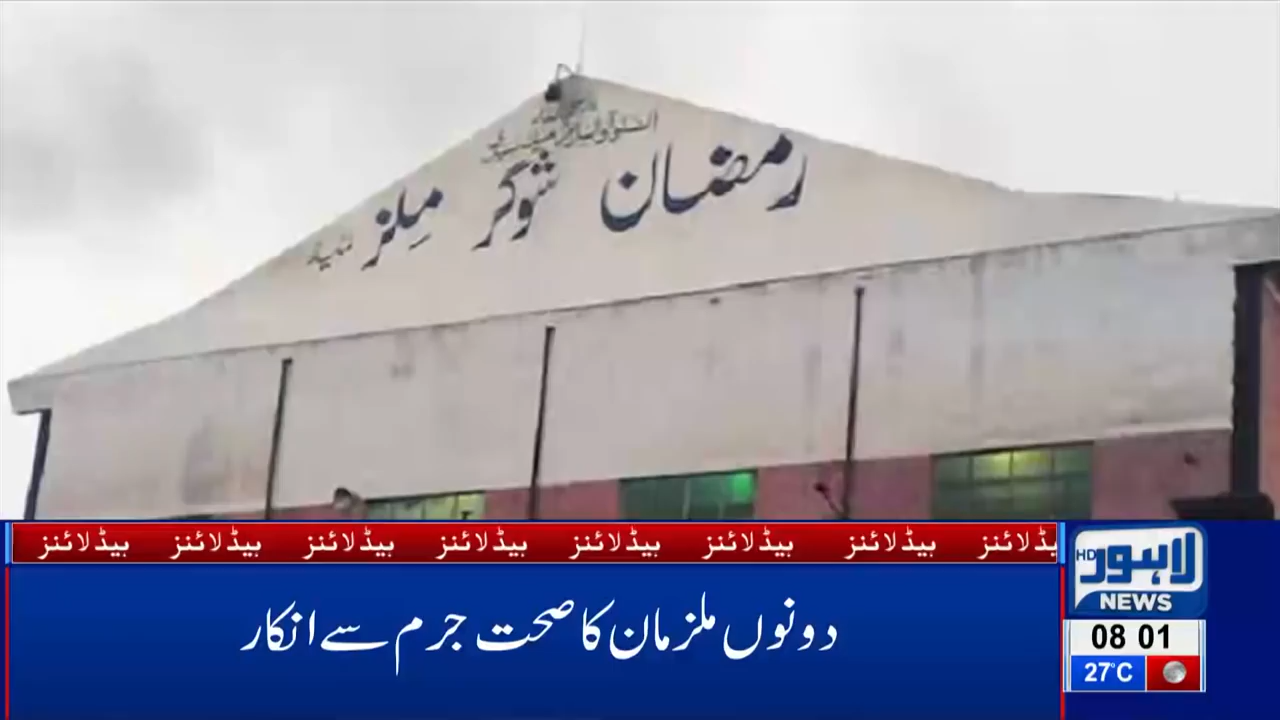 رمضان شوگر ملز
ہیڈلائنز ہیڈلائنز ہیڈلائنز ہیڈلائنز ہیڈلائنز ہیڈلائنز ہیڈلائنز ہیڈلائنز
دونوں ملزمان کا صحت جرم سے انکار
HD لاہور
NEWS
08 01
27°C